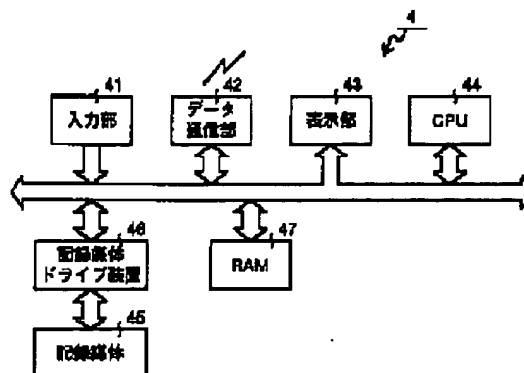 4
41
42
43
44
入力部
データ
通信部
表示部
CPU
46
47
記録媒体
ドライブ装置
RAM
45
記録媒体